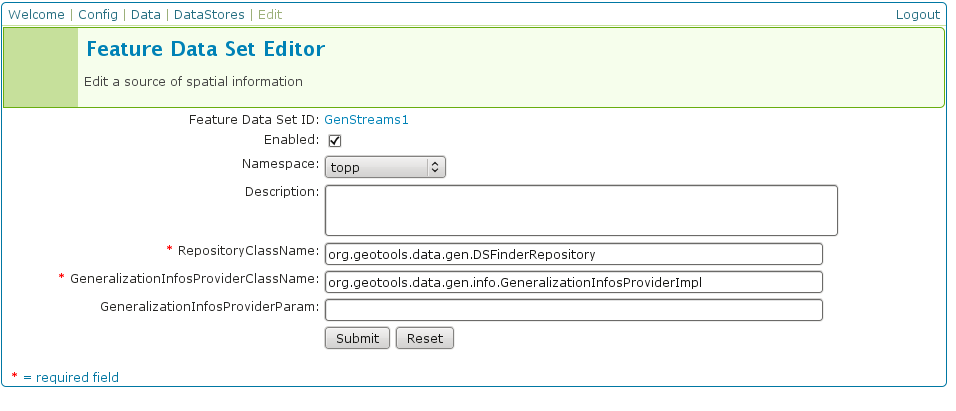 Welcome | Config | Data | DataStores | Edit Logout
Feature Data Set Editor
Edit a source of spatial information
Feature Data Set ID: GenStreams1
Enabled:
Namespace: topp
Description:
* RepositoryClassName: org.geotools.data.gen.DSFinderRepository
* GeneralizationInfosProviderClassName: org.geotools.data.gen.info.GeneralizationInfosProviderImpl
GeneralizationInfosProviderParam:
Submit Reset
* = required field